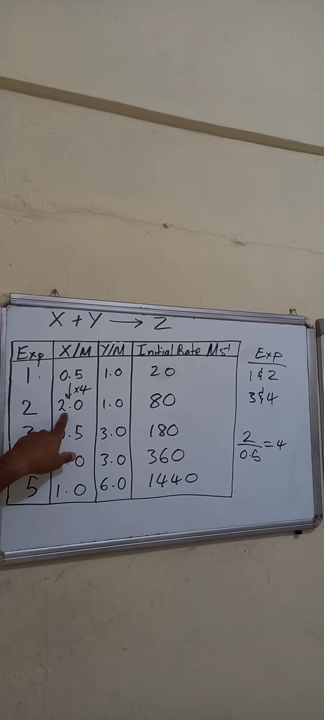 X + Y → Z
Exp X/M Y/M Initial Rate Ms⁻¹
1. 0.5 1.0 20
↓x4
2 2.0 1.0 80
.5 3.0 180
.0 3.0 360
5 1.0 6.0 1440
Exp
1 & 2
3 & 4
2/0.5 = 4